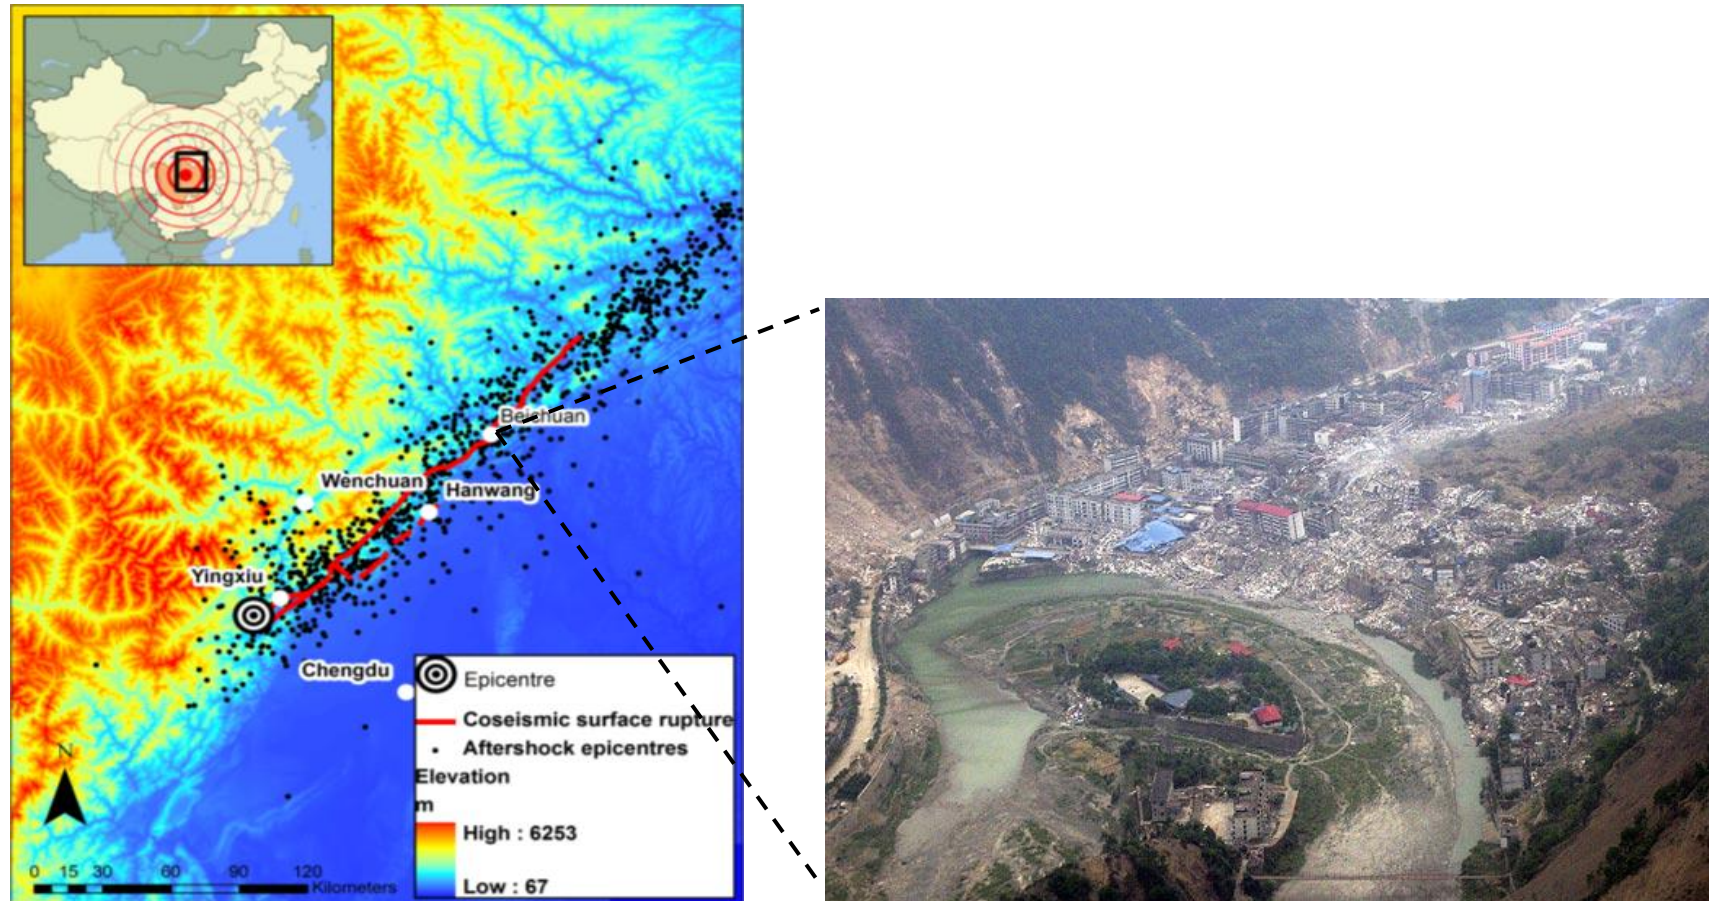 Beichuan
Wenchuan
Hanwang
Yingxiu
Chengdu
Epicentre
Coseismic surface rupture
Aftershock epicentres
Elevation
m
High : 6253
Low : 67
N
0 15 30 60 90 120
Kilometers